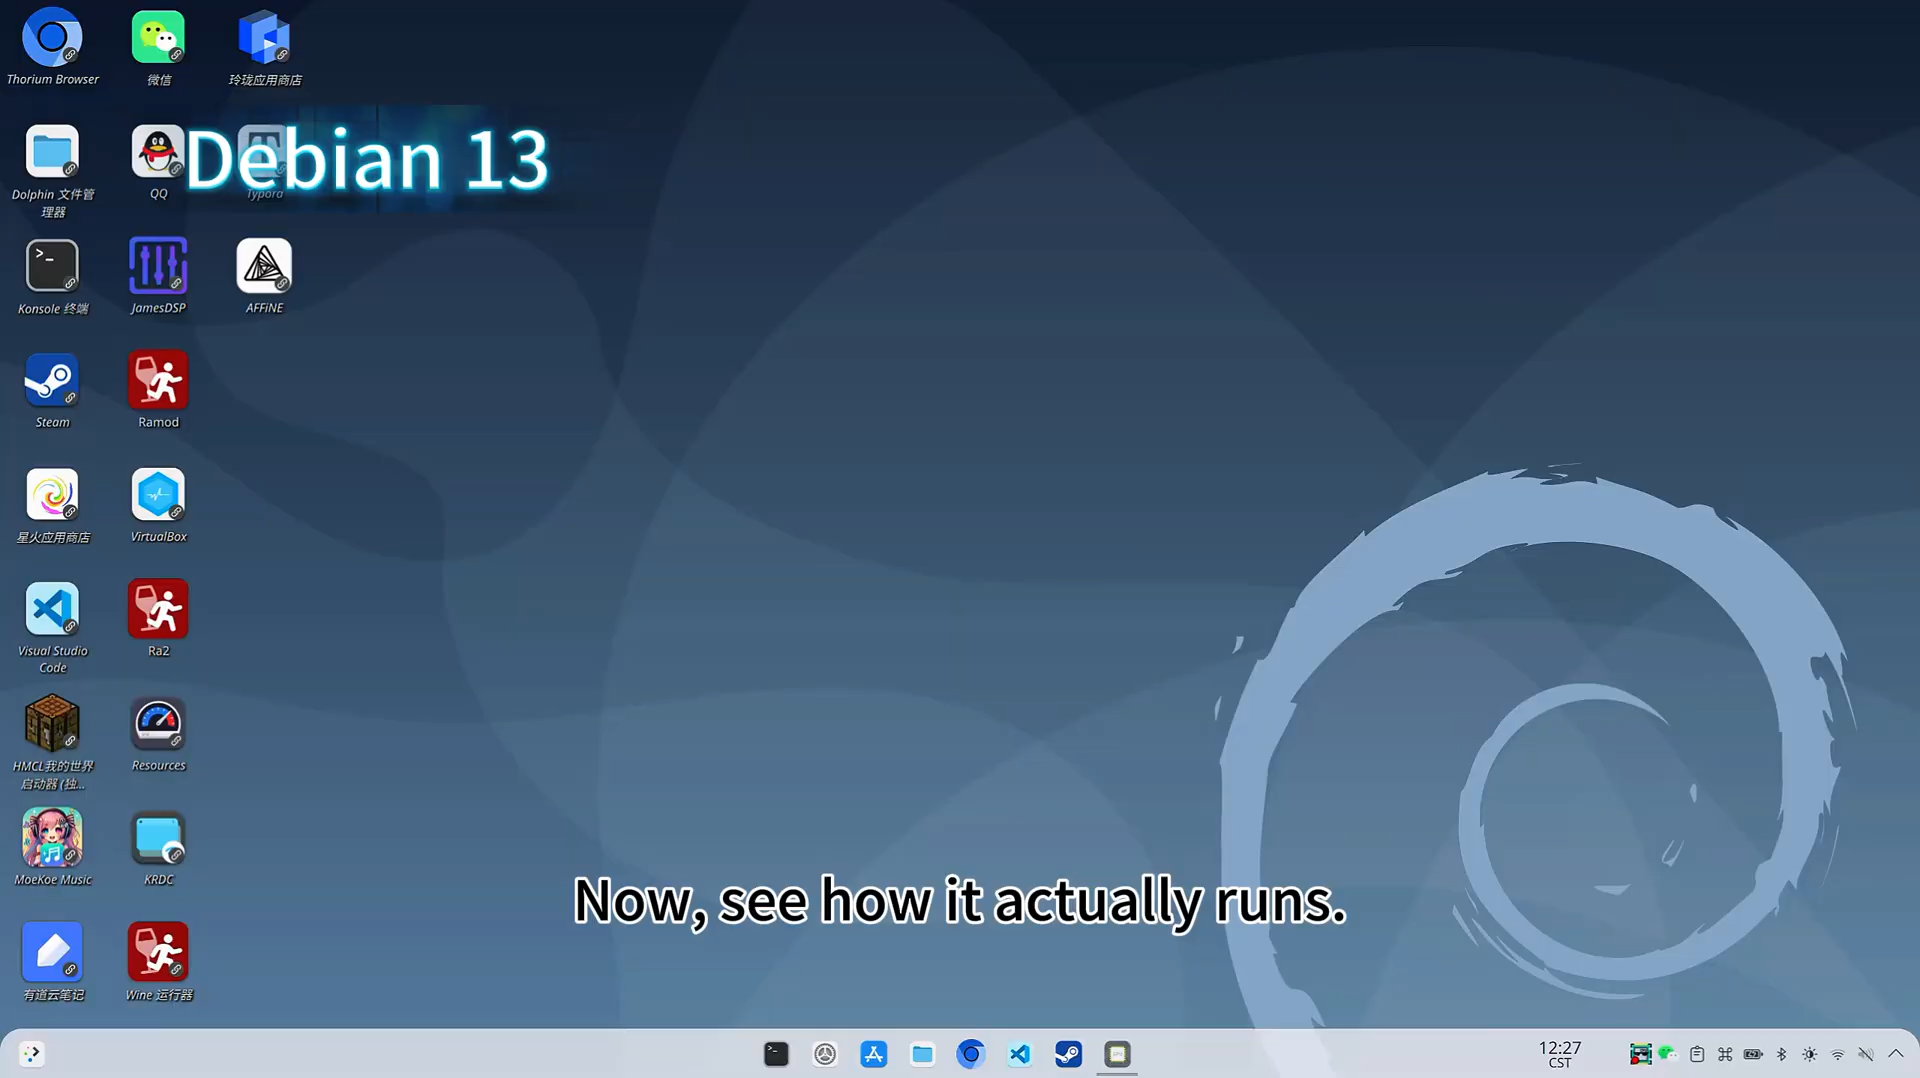 Thorium Browser
微信
玲珑应用商店
Debian 13
Dolphin 文件管
理器
QQ
Typora
Konsole 终端
JamesDSP
AFFiNE
Steam
Ramod
星火应用商店
VirtualBox
Visual Studio
Code
Ra2
HMCL我的世界
启动器 (独...
Resources
MoeKoe Music
KRDC
Now, see how it actually runs.
有道云笔记
Wine 运行器
12:27
CST